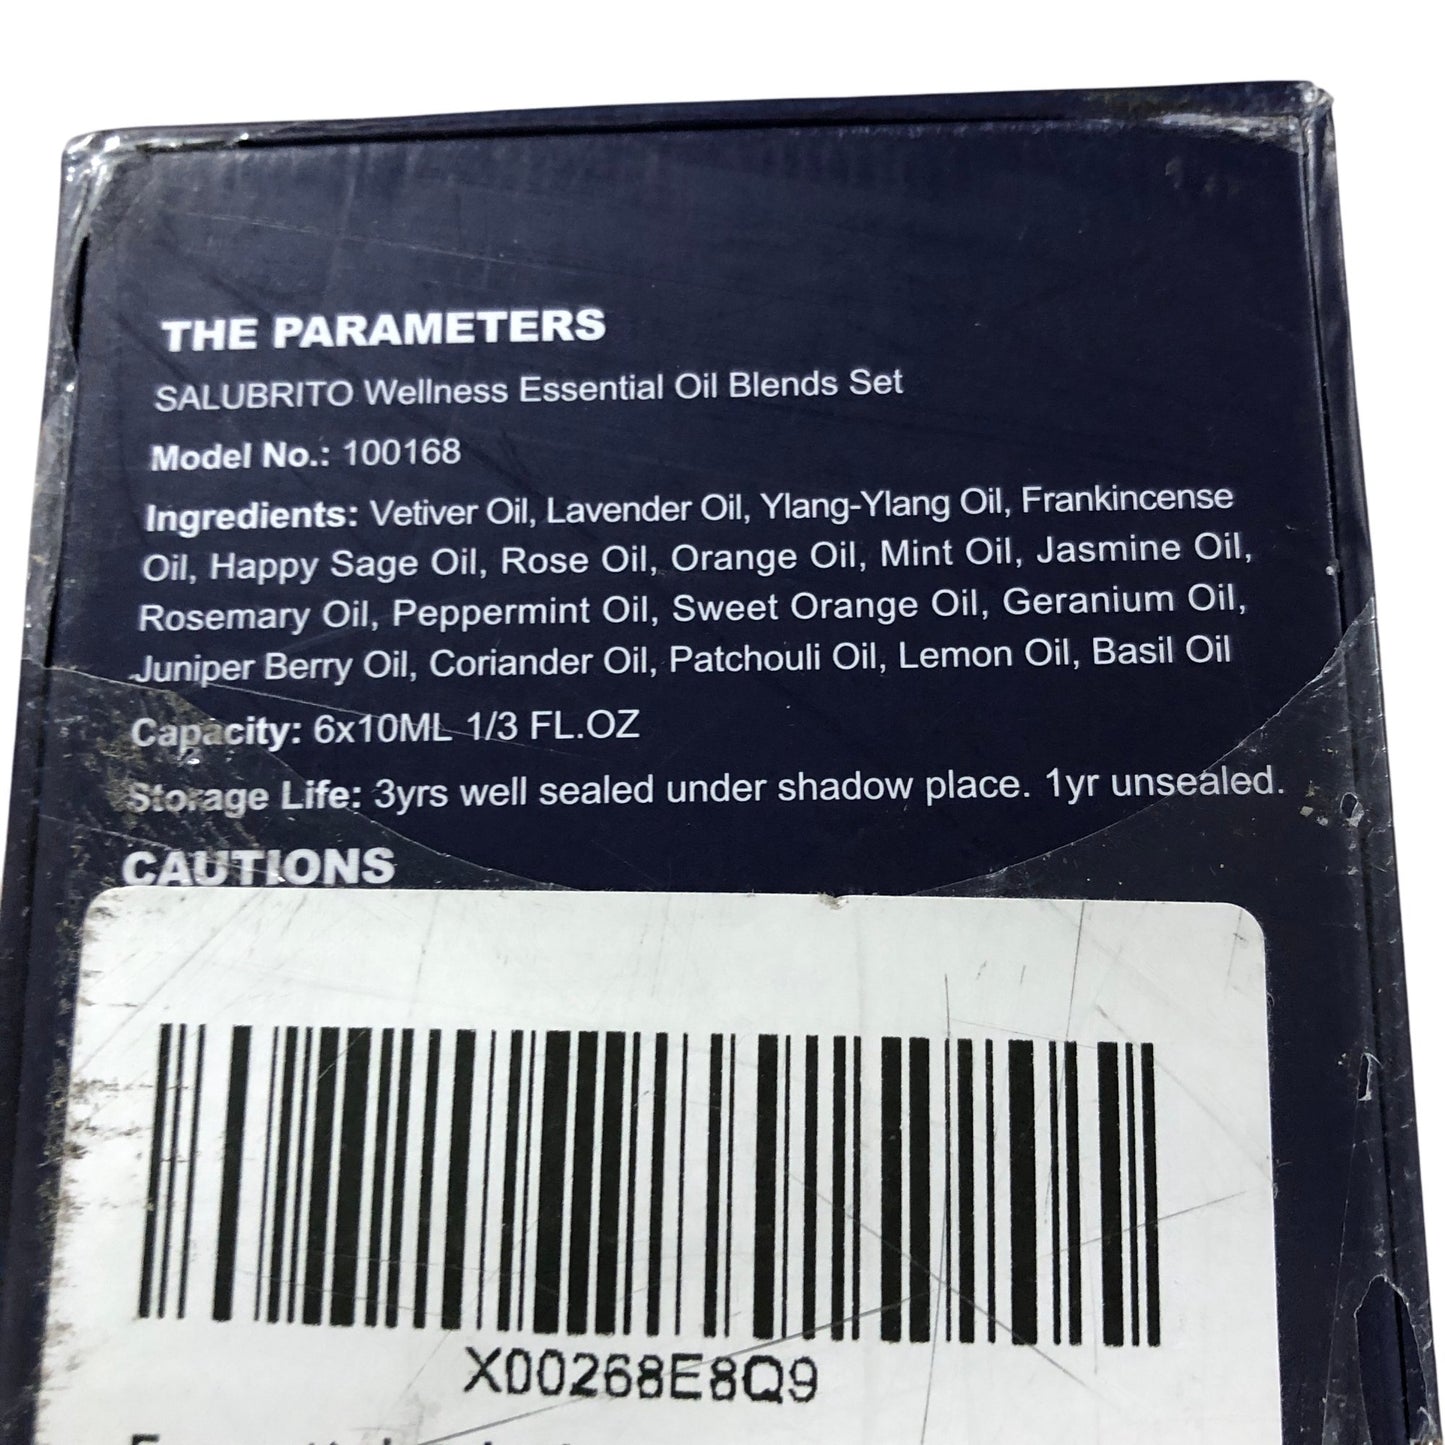 THE PARAMETERS
SALUBRITO Wellness Essential Oil Blends Set
Model No.: 100168
Ingredients: Vetiver Oil, Lavender Oil, Ylang-Ylang Oil, Frankincense
Oil, Happy Sage Oil, Rose Oil, Orange Oil, Mint Oil, Jasmine Oil,
Rosemary Oil, Peppermint Oil, Sweet Orange Oil, Geranium Oil,
Juniper Berry Oil, Coriander Oil, Patchouli Oil, Lemon Oil, Basil Oil
Capacity: 6x10ML 1/3 FL.OZ
Storage Life: 3yrs well sealed under shadow place. 1yr unsealed.
CAUTIONS
X00268E8Q9